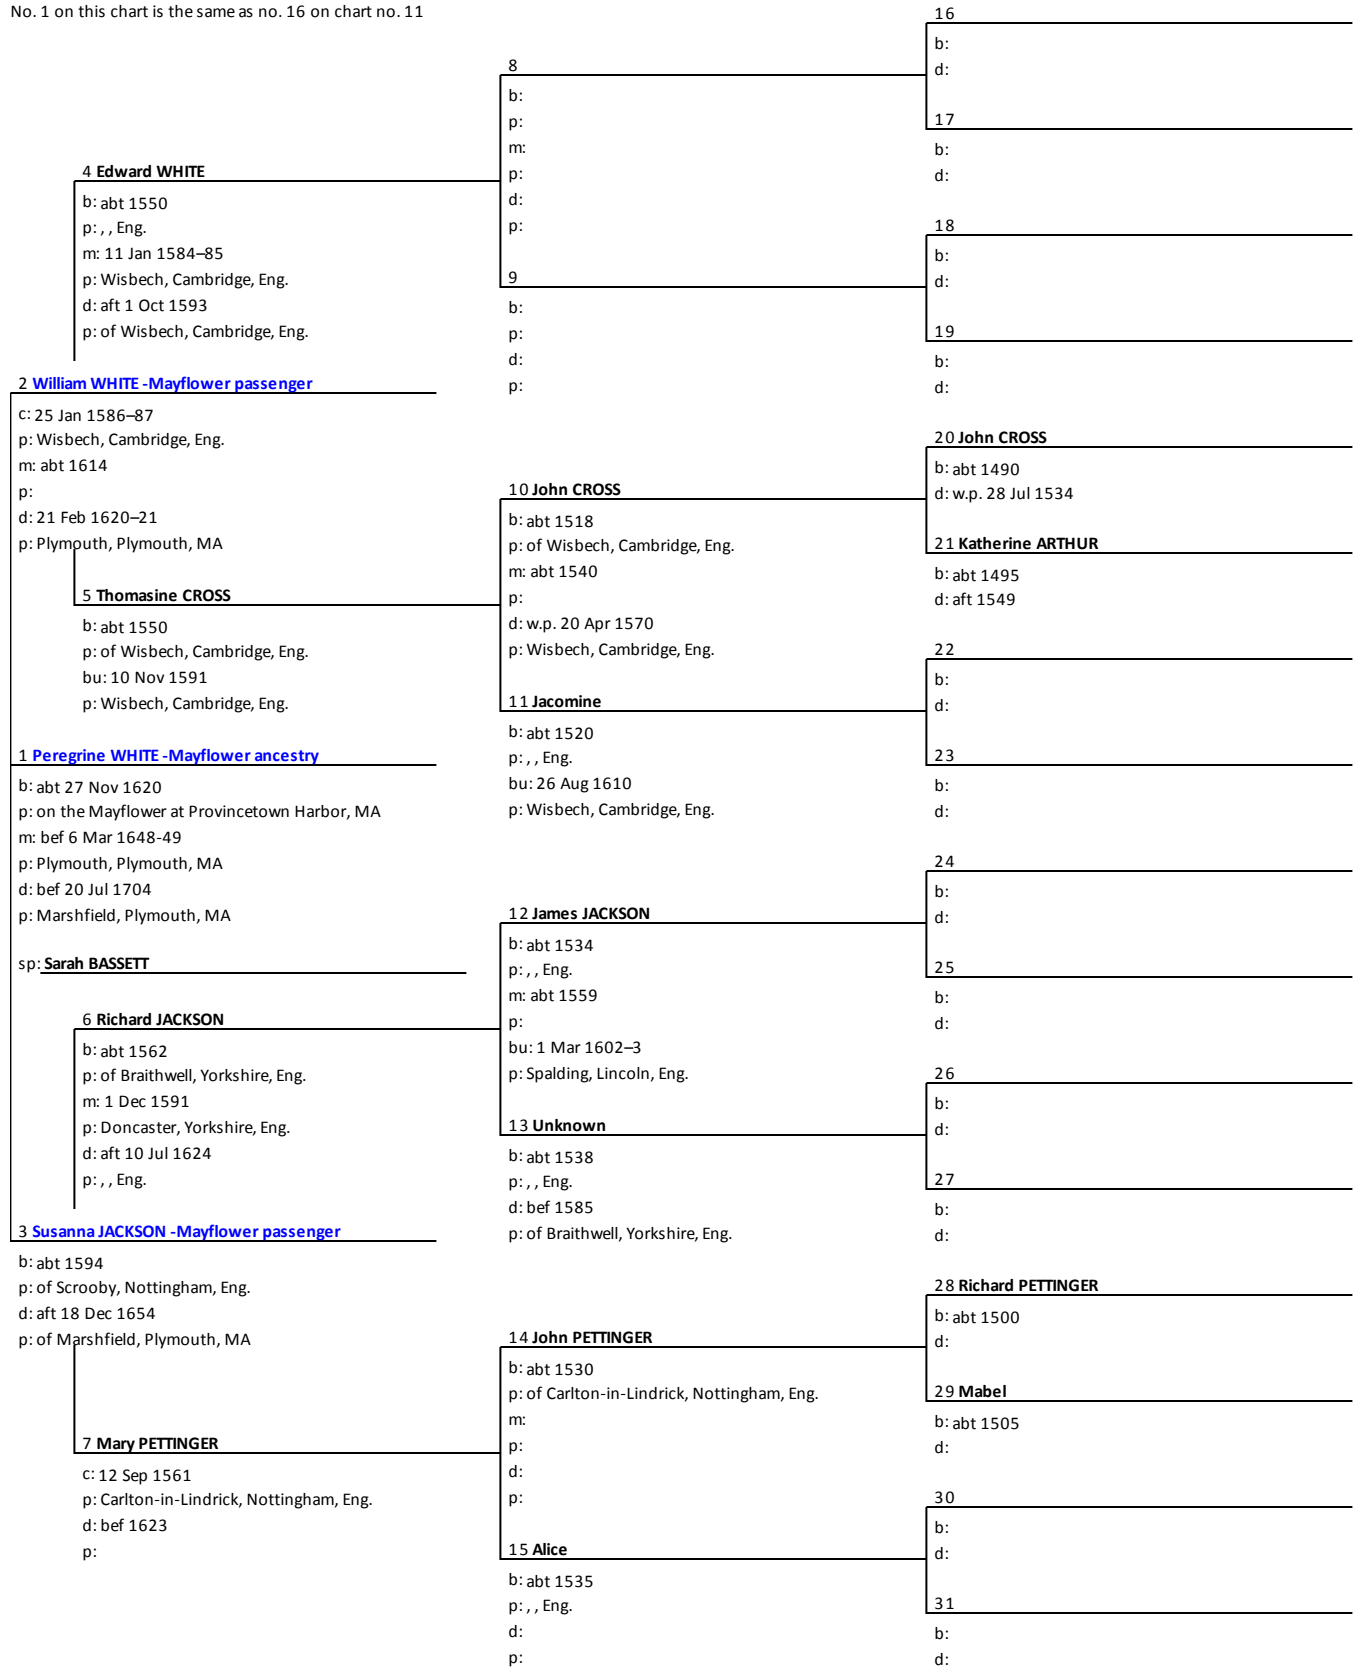 No. 1 on this chart is the same as no. 16 on chart no. 11
16
b:
d:
8
b:
p:
m:
p:
d:
p:
17
b:
d:
4 Edward WHITE
b: abt 1550
p: , , Eng.
m: 11 Jan 1584–85
p: Wisbech, Cambridge, Eng.
d: aft 1 Oct 1593
p: of Wisbech, Cambridge, Eng.
18
b:
d:
9
b:
p:
d:
p:
19
b:
d:
2 William WHITE -Mayflower passenger
c: 25 Jan 1586–87
p: Wisbech, Cambridge, Eng.
m: abt 1614
p:
d: 21 Feb 1620–21
p: Plymouth, Plymouth, MA
20 John CROSS
b: abt 1490
d: w.p. 28 Jul 1534
10 John CROSS
b: abt 1518
p: of Wisbech, Cambridge, Eng.
m: abt 1540
p:
d: w.p. 20 Apr 1570
p: Wisbech, Cambridge, Eng.
21 Katherine ARTHUR
b: abt 1495
d: aft 1549
5 Thomasine CROSS
b: abt 1550
p: of Wisbech, Cambridge, Eng.
bu: 10 Nov 1591
p: Wisbech, Cambridge, Eng.
22
b:
d:
11 Jacomine
b: abt 1520
p: , , Eng.
bu: 26 Aug 1610
p: Wisbech, Cambridge, Eng.
23
b:
d:
1 Peregrine WHITE -Mayflower ancestry
b: abt 27 Nov 1620
p: on the Mayflower at Provincetown Harbor, MA
m: bef 6 Mar 1648-49
p: Plymouth, Plymouth, MA
d: bef 20 Jul 1704
p: Marshfield, Plymouth, MA
sp: Sarah BASSETT
24
b:
d:
12 James JACKSON
b: abt 1534
p: , , Eng.
m: abt 1559
p:
bu: 1 Mar 1602–3
p: Spalding, Lincoln, Eng.
25
b:
d:
6 Richard JACKSON
b: abt 1562
p: of Braithwell, Yorkshire, Eng.
m: 1 Dec 1591
p: Doncaster, Yorkshire, Eng.
d: aft 10 Jul 1624
p: , , Eng.
26
b:
d:
13 Unknown
b: abt 1538
p: , , Eng.
d: bef 1585
p: of Braithwell, Yorkshire, Eng.
27
b:
d:
3 Susanna JACKSON -Mayflower passenger
b: abt 1594
p: of Scrooby, Nottingham, Eng.
d: aft 18 Dec 1654
p: of Marshfield, Plymouth, MA
28 Richard PETTINGER
b: abt 1500
d:
14 John PETTINGER
b: abt 1530
p: of Carlton-in-Lindrick, Nottingham, Eng.
m:
p:
d:
p:
29 Mabel
b: abt 1505
d:
7 Mary PETTINGER
c: 12 Sep 1561
p: Carlton-in-Lindrick, Nottingham, Eng.
d: bef 1623
p:
30
b:
d:
15 Alice
b: abt 1535
p: , , Eng.
d:
p:
31
b:
d: